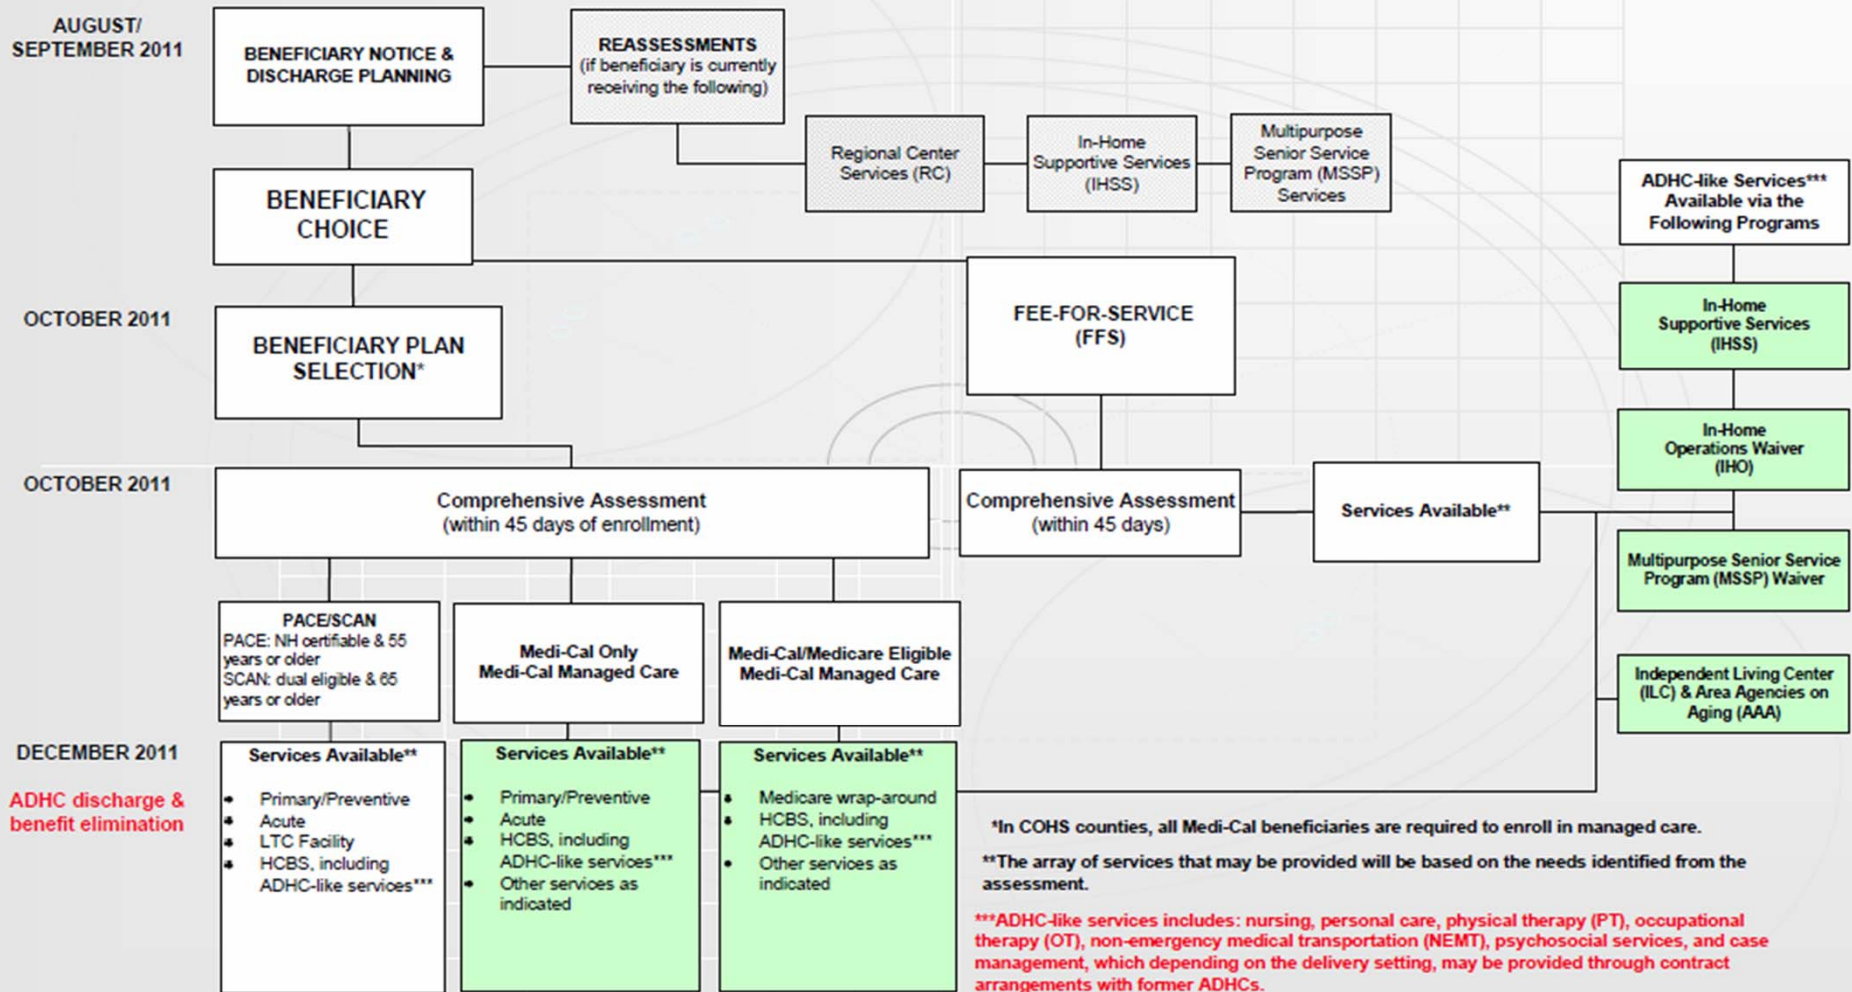 AUGUST/
SEPTEMBER 2011
BENEFICIARY NOTICE &
DISCHARGE PLANNING
REASSESSMENTS
(if beneficiary is currently
receiving the following)
Regional Center
Services (RC)
In-Home
Supportive Services
(IHSS)
Multipurpose
Senior Service
Program (MSSP)
Services
BENEFICIARY
CHOICE
ADHC-like Services***
Available via the
Following Programs
OCTOBER 2011
BENEFICIARY PLAN
SELECTION*
FEE-FOR-SERVICE
(FFS)
In-Home
Supportive Services
(IHSS)
In-Home
Operations Waiver
(IHO)
OCTOBER 2011
Comprehensive Assessment
(within 45 days of enrollment)
Comprehensive Assessment
(within 45 days)
Services Available**
Multipurpose Senior Service
Program (MSSP) Waiver
Independent Living Center
(ILC) & Area Agencies on
Aging (AAA)
PACE/SCAN
PACE: NH certifiable & 55
years or older
SCAN: dual eligible & 65
years or older
Medi-Cal Only
Medi-Cal Managed Care
Medi-Cal/Medicare Eligible
Medi-Cal Managed Care
DECEMBER 2011
ADHC discharge &
benefit elimination
Services Available**
Primary/Preventive
Acute
LTC Facility
HCBS, including
ADHC-like services***
Services Available**
Primary/Preventive
Acute
HCBS, including
ADHC-like services***
Other services as
indicated
Services Available**
Medicare wrap-around
HCBS, including
ADHC-like services***
Other services as
indicated
*In COHS counties, all Medi-Cal beneficiaries are required to enroll in managed care.
**The array of services that may be provided will be based on the needs identified from the
assessment.
***ADHC-like services includes: nursing, personal care, physical therapy (PT), occupational
therapy (OT), non-emergency medical transportation (NEMT), psychosocial services, and case
management, which depending on the delivery setting, may be provided through contract
arrangements with former ADHCs.